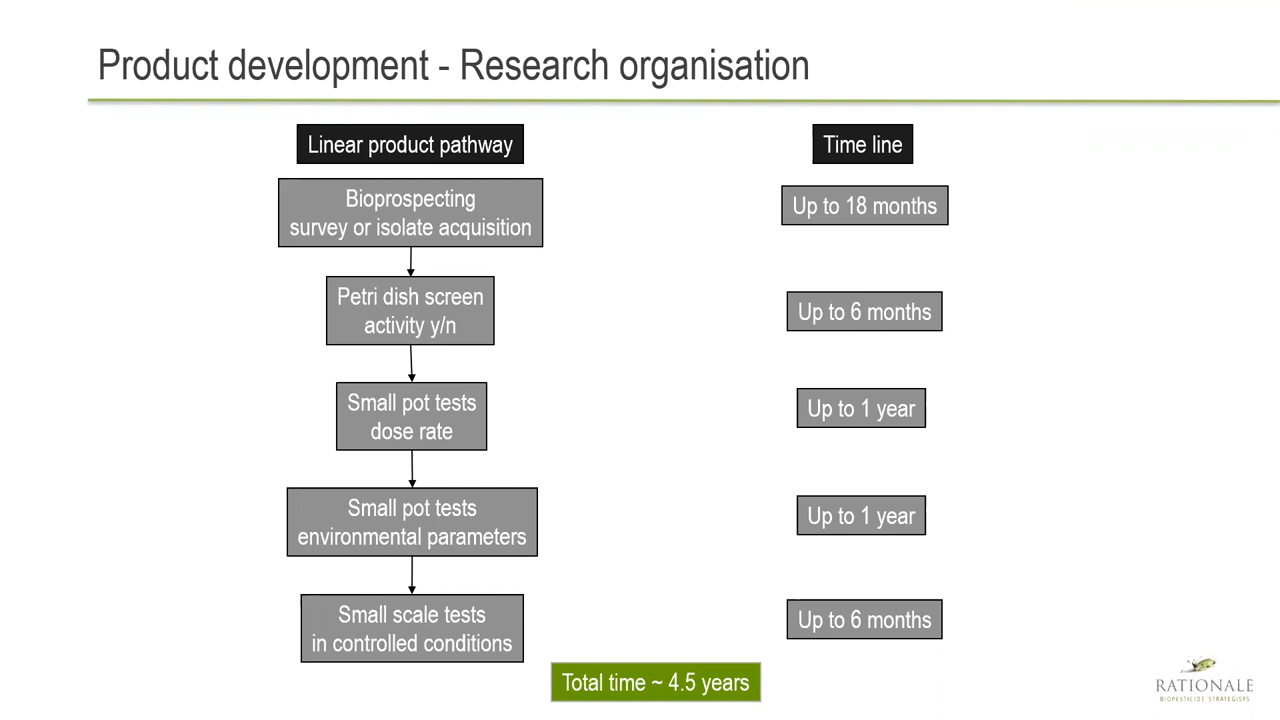 Product development - Research organisation
Linear product pathway
Time line
Bioprospecting
survey or isolate acquisition
Up to 18 months
Petri dish screen
activity y/n
Up to 6 months
Small pot tests
dose rate
Up to 1 year
Small pot tests
environmental parameters
Up to 1 year
Small scale tests
in controlled conditions
Up to 6 months
Total time ~ 4.5 years
RATIONALE
BIOPESTICIDE STRATEGISTS